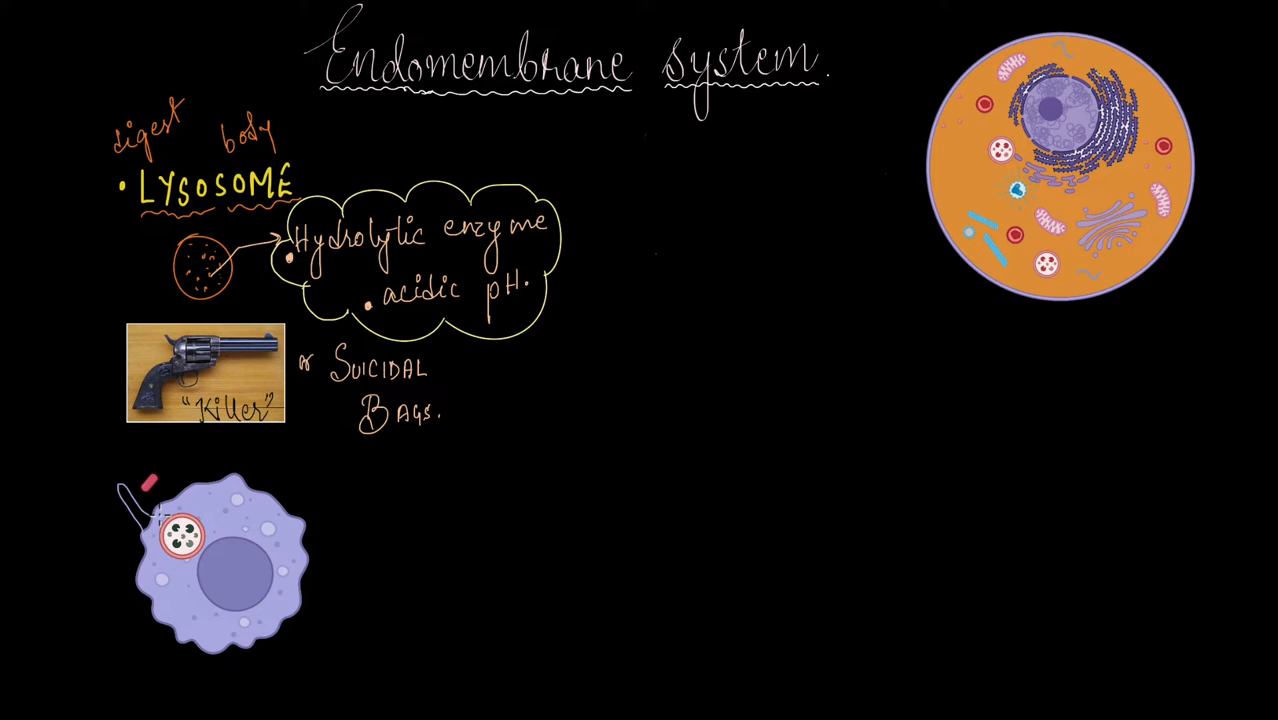 Endomembrane system.
digest body
• LYSOSOME
• Hydrolytic enzyme
• acidic pH.
"Killer"
or SUICIDAL
BAGS.